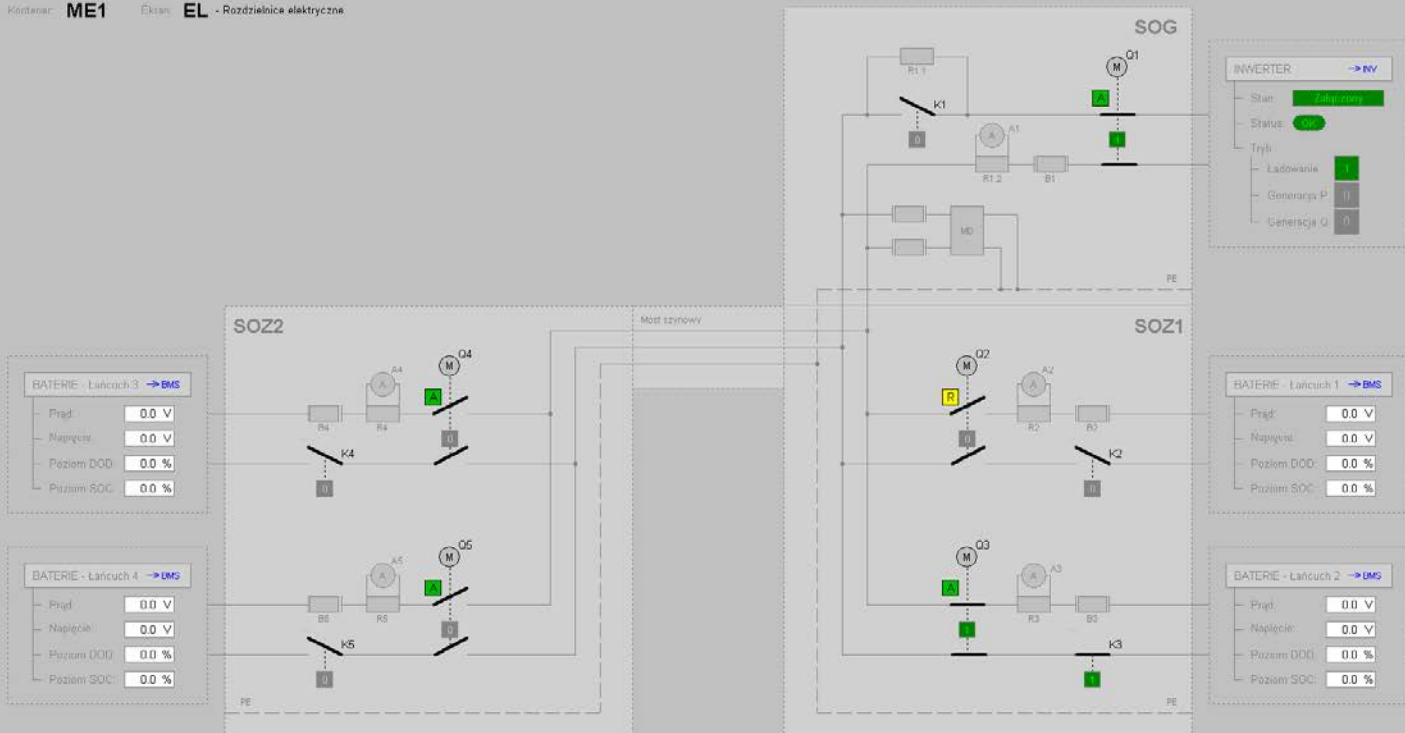 Kontener: ME1 Ekran: EL - Rozdzielnice elektryczne
SOG
Q1
M
R1.1
A
K1
0
A A1
1
R1.2 B1
MD
PE
INWERTER -> INV
Stan: Załączony
Status: OK
Tryb
Ładowanie 1
Generacja P 0
Generacja Q 0
SOZ2
Most szynowy
SOZ1
BATERIE - Łańcuch 3 -> BMS
Prąd: 0.0 V
Napięcie: 0.0 V
Poziom DOD: 0.0 %
Poziom SOC: 0.0 %
A4
A
Q4
M
A
B4 R4
0
K4
0
BATERIE - Łańcuch 4 -> BMS
Prąd: 0.0 V
Napięcie: 0.0 V
Poziom DOD: 0.0 %
Poziom SOC: 0.0 %
A5
A
Q5
M
A
R5
0
K5
0
PE
Q2
M
A2
A
R
R2
0
K2
0
BATERIE - Łańcuch 1 -> BMS
Prąd: 0.0 V
Napięcie: 0.0 V
Poziom DOD: 0.0 %
Poziom SOC: 0.0 %
Q3
M
A3
A
A
R3
1
K3
1
PE
BATERIE - Łańcuch 2 -> BMS
Prąd: 0.0 V
Napięcie: 0.0 V
Poziom DOD: 0.0 %
Poziom SOC: 0.0 %